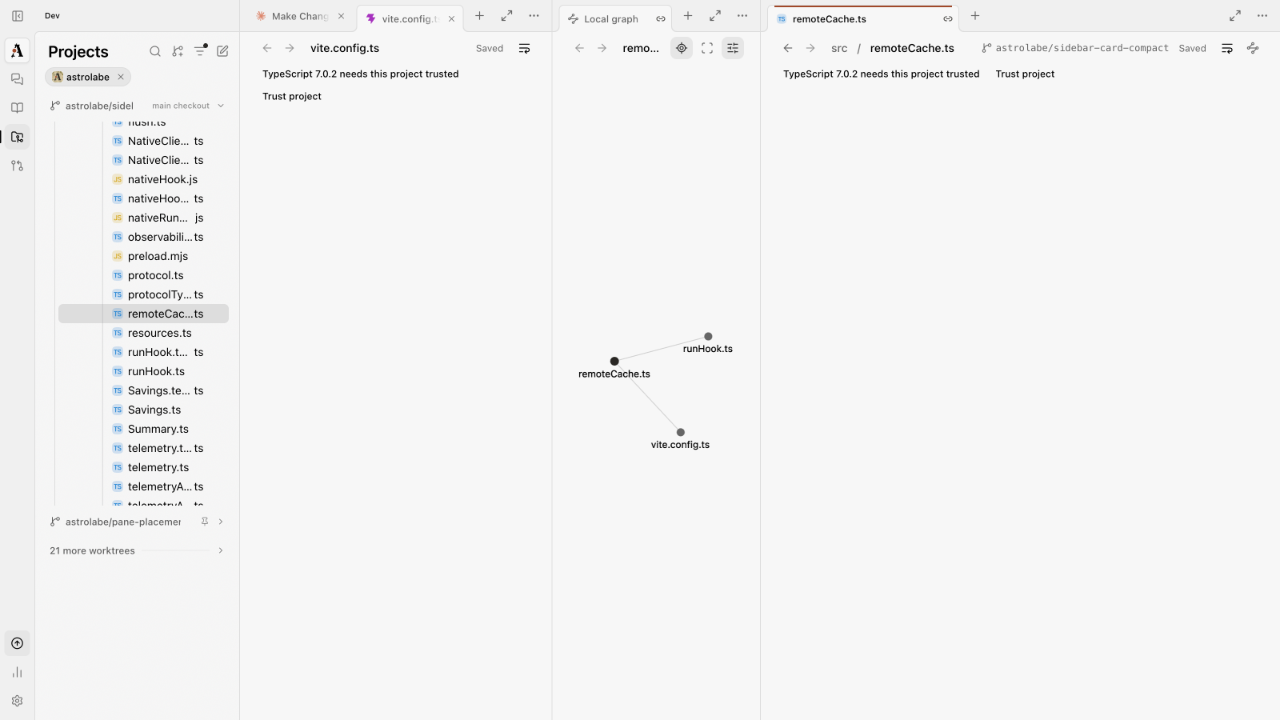 Dev
Projects
astrolabe
astrolabe/sidel
main checkout
NativeClie... ts
NativeClie... ts
nativeHook.js
nativeHoo... ts
nativeRun... js
observabili...ts
preload.mjs
protocol.ts
protocolTy...ts
remoteCac...ts
resources.ts
runHook.t... ts
runHook.ts
Savings.te... ts
Savings.ts
Summary.ts
telemetry.t... ts
telemetry.ts
telemetryA...ts
astrolabe/pane-placemer
21 more worktrees
Make Chang
vite.config.t
vite.config.ts
Saved
TypeScript 7.0.2 needs this project trusted
Trust project
Local graph
remo...
runHook.ts
remoteCache.ts
vite.config.ts
remoteCache.ts
src / remoteCache.ts
astrolabe/sidebar-card-compact
Saved
TypeScript 7.0.2 needs this project trusted
Trust project